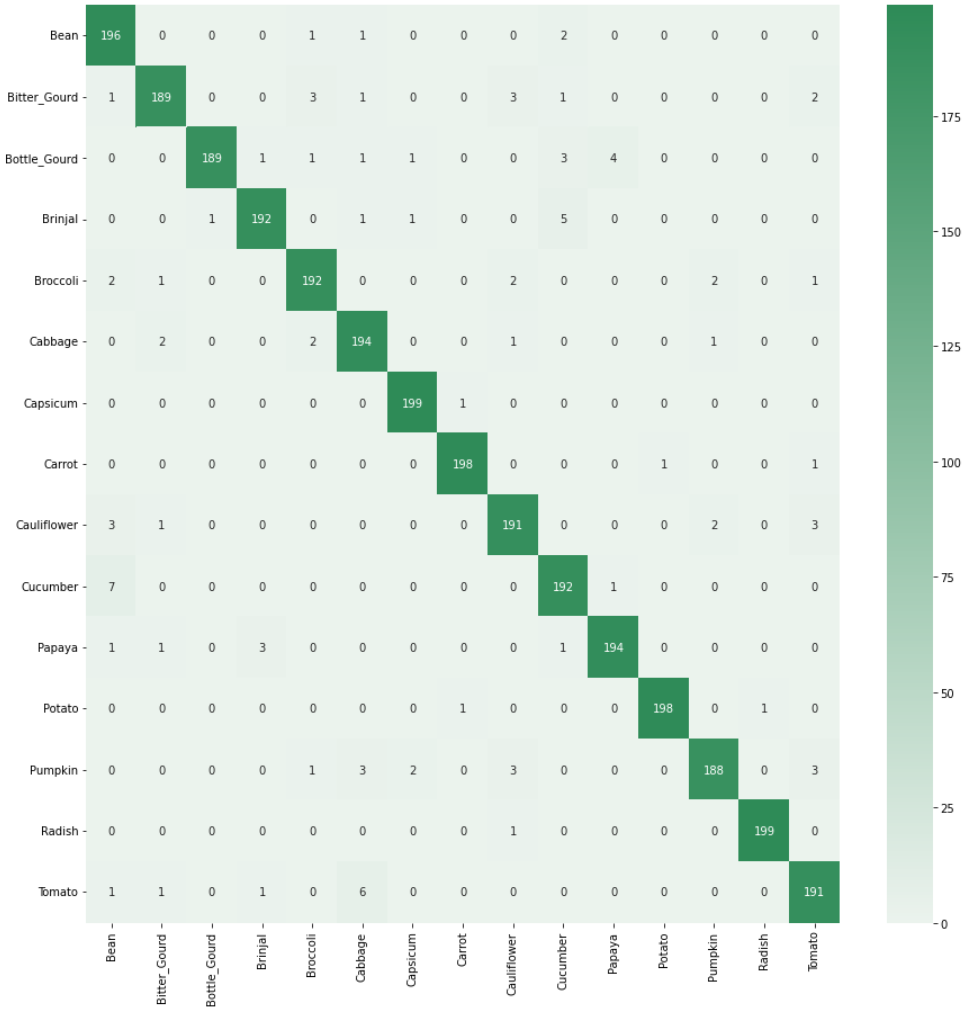 Bean 196 0 0 0 1 1 0 0 0 2 0 0 0 0 0
Bitter_Gourd 1 189 0 0 3 1 0 0 3 1 0 0 0 0 2
Bottle_Gourd 0 0 189 1 1 1 1 0 0 3 4 0 0 0 0
Brinjal 0 0 1 192 0 1 1 0 0 5 0 0 0 0 0
Broccoli 2 1 0 0 192 0 0 0 2 0 0 0 2 0 1
Cabbage 0 2 0 0 2 194 0 0 1 0 0 0 1 0 0
Capsicum 0 0 0 0 0 0 199 1 0 0 0 0 0 0 0
Carrot 0 0 0 0 0 0 0 198 0 0 0 1 0 0 1
Cauliflower 3 1 0 0 0 0 0 0 191 0 0 0 2 0 3
Cucumber 7 0 0 0 0 0 0 0 0 192 1 0 0 0 0
Papaya 1 1 0 3 0 0 0 0 0 1 194 0 0 0 0
Potato 0 0 0 0 0 0 0 1 0 0 0 198 0 1 0
Pumpkin 0 0 0 0 1 3 2 0 3 0 0 0 188 0 3
Radish 0 0 0 0 0 0 0 0 1 0 0 0 0 199 0
Tomato 1 1 0 1 0 6 0 0 0 0 0 0 0 0 191
Bean Bitter_Gourd Bottle_Gourd Brinjal Broccoli Cabbage Capsicum Carrot Cauliflower Cucumber Papaya Potato Pumpkin Radish Tomato
175
150
125
100
75
50
25
0